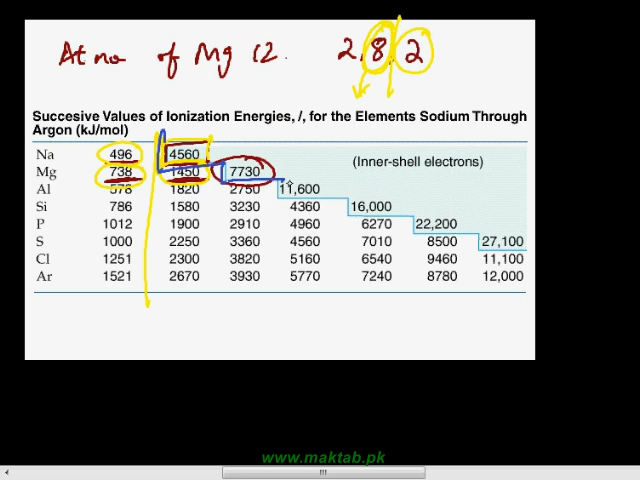 At no of Mg 12. 2,8,2
Succesive Values of Ionization Energies, I, for the Elements Sodium Through
Argon (kJ/mol)
Na 496 4560 (Inner-shell electrons)
Mg 738 1450 7730
Al 578 1820 2750 11,600
Si 786 1580 3230 4360 16,000
P 1012 1900 2910 4960 6270 22,200
S 1000 2250 3360 4560 7010 8500 27,100
Cl 1251 2300 3820 5160 6540 9460 11,100
Ar 1521 2670 3930 5770 7240 8780 12,000
www.maktab.pk